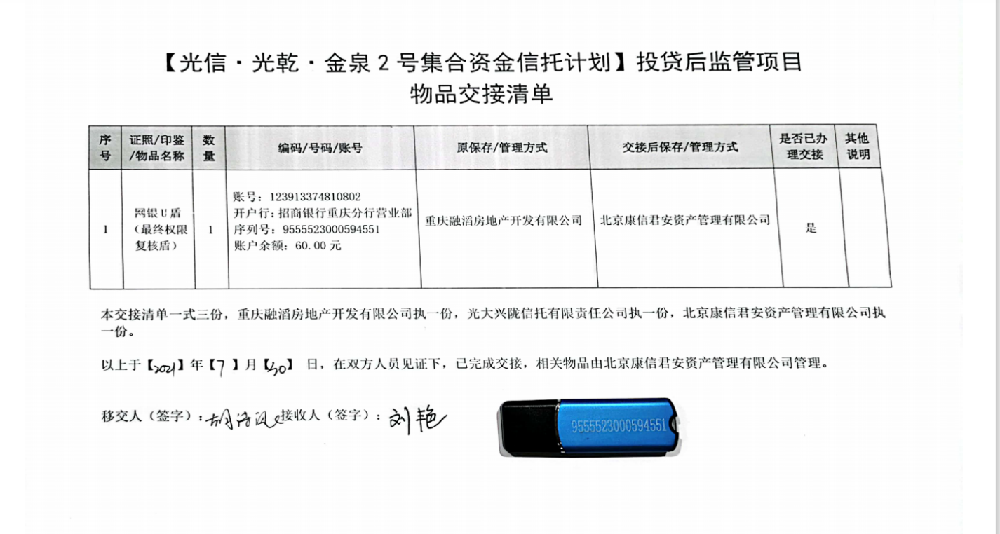 【光信·光乾·金泉2号集合资金信托计划】投贷后监管项目
物品交接清单
序号 证照/印鉴/物品名称 数量 编码/号码/账号 原保存/管理方式 交接后保存/管理方式 是否已办理交接 其他说明
1
网银U盾
（最终权限
复核盾）
1
账号：123913374810802
开户行：招商银行重庆分行营业部
序列号：9555523000594551
账户余额：60.00 元
重庆融滔房地产开发有限公司
北京康信君安资产管理有限公司
是
本交接清单一式三份，重庆融滔房地产开发有限公司执一份，光大兴陇信托有限责任公司执一份，北京康信君安资产管理有限公司执
一份。
以上于【2021】年【7】月【30】 日，在双方人员见证下，已完成交接，相关物品由北京康信君安资产管理有限公司管理。
移交人（签字）： 接收人（签字）：刘艳
9555523000594551